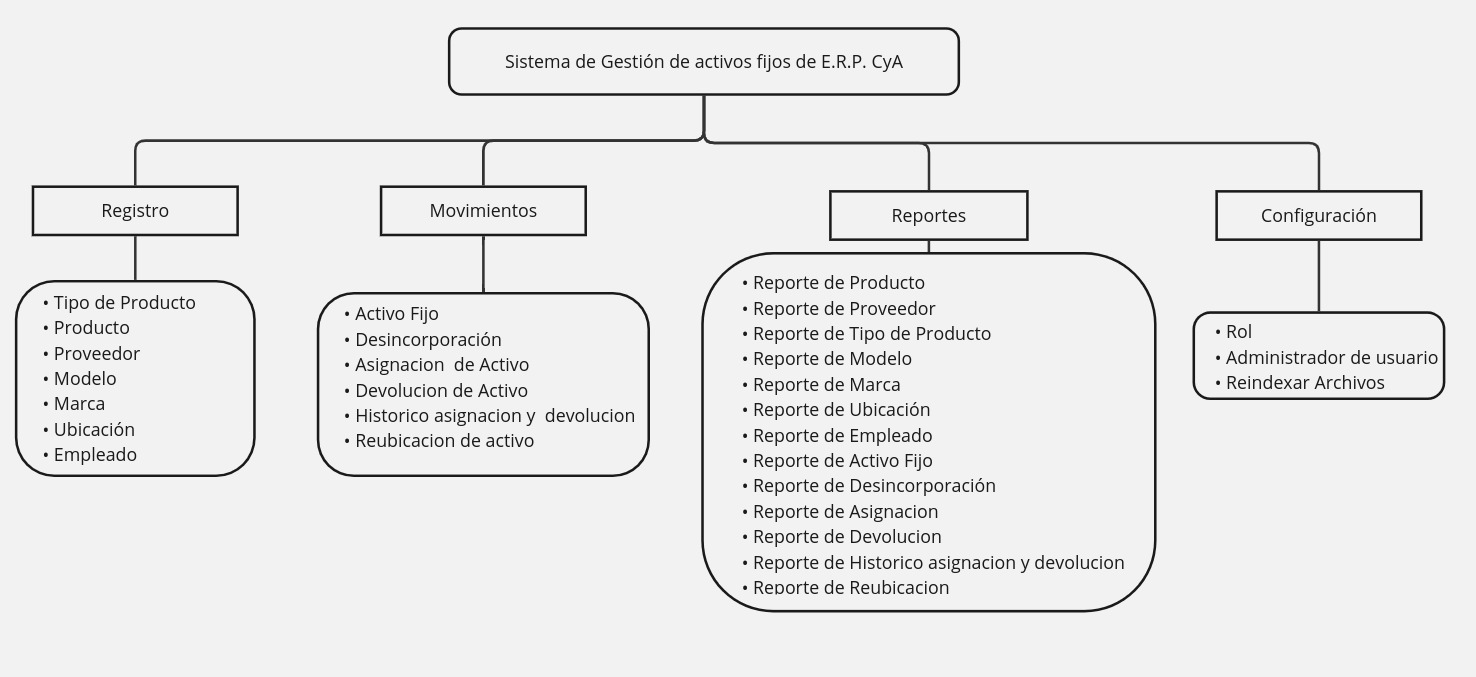 Sistema de Gestión de activos fijos de E.R.P. CyA
Registro
• Tipo de Producto
• Producto
• Proveedor
• Modelo
• Marca
• Ubicación
• Empleado
Movimientos
• Activo Fijo
• Desincorporación
• Asignacion  de Activo
• Devolucion de Activo
• Historico asignacion y  devolucion
• Reubicacion de activo
Reportes
• Reporte de Producto
• Reporte de Proveedor
• Reporte de Tipo de Producto
• Reporte de Modelo
• Reporte de Marca
• Reporte de Ubicación
• Reporte de Empleado
• Reporte de Activo Fijo
• Reporte de Desincorporación
• Reporte de Asignacion
• Reporte de Devolucion
• Reporte de Historico asignacion y devolucion
• Reporte de Reubicacion
Configuración
• Rol
• Administrador de usuario
• Reindexar Archivos